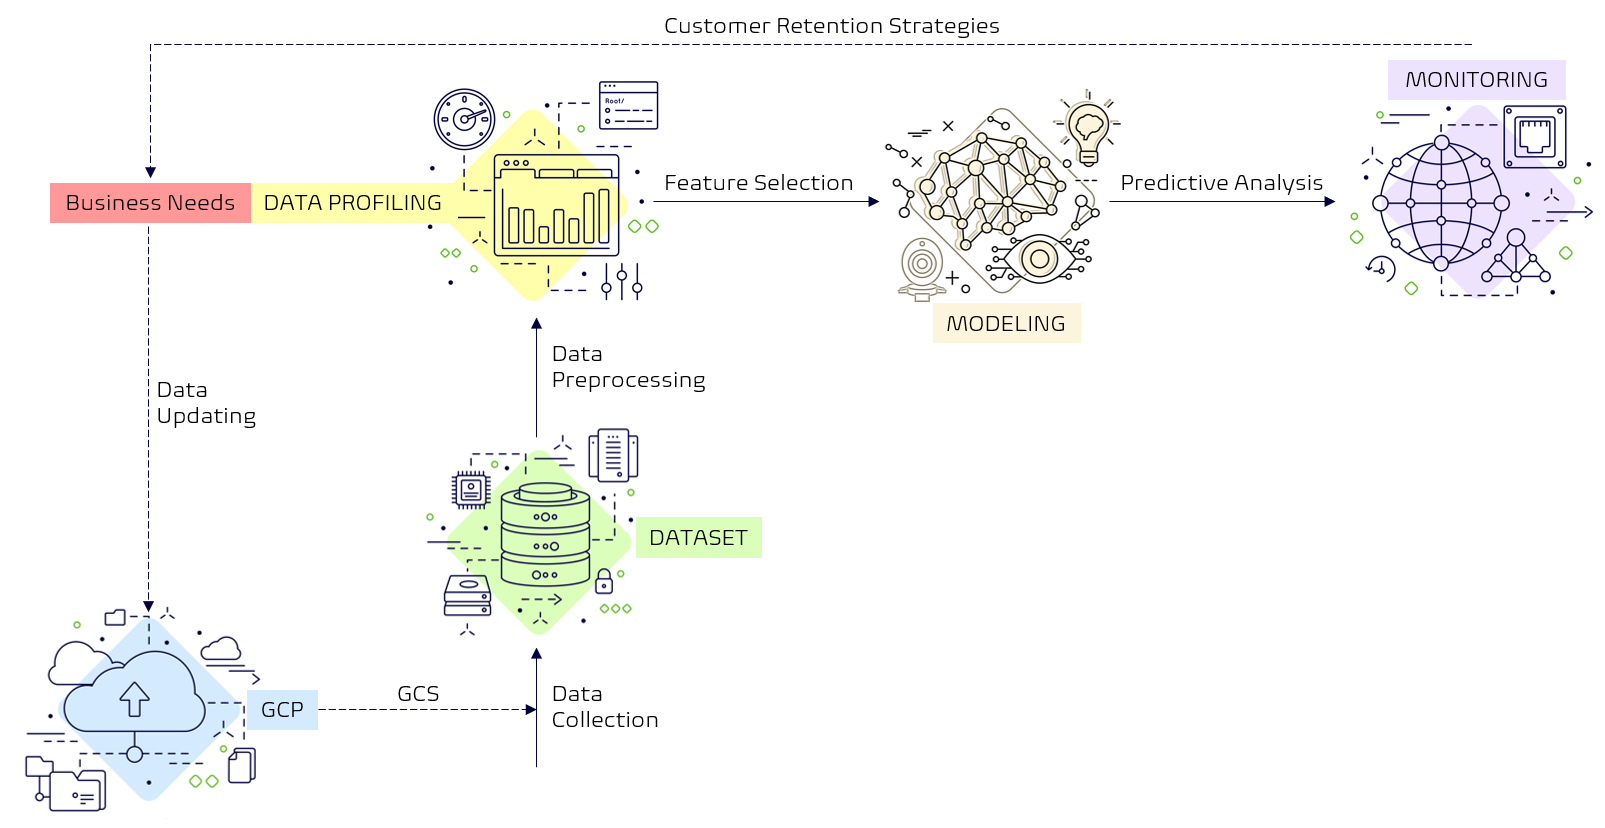 Customer Retention Strategies
MONITORING
Root/
Business Needs
DATA PROFILING
Feature Selection
Predictive Analysis
MODELING
Data
Preprocessing
Data
Updating
DATASET
GCP
GCS
Data
Collection